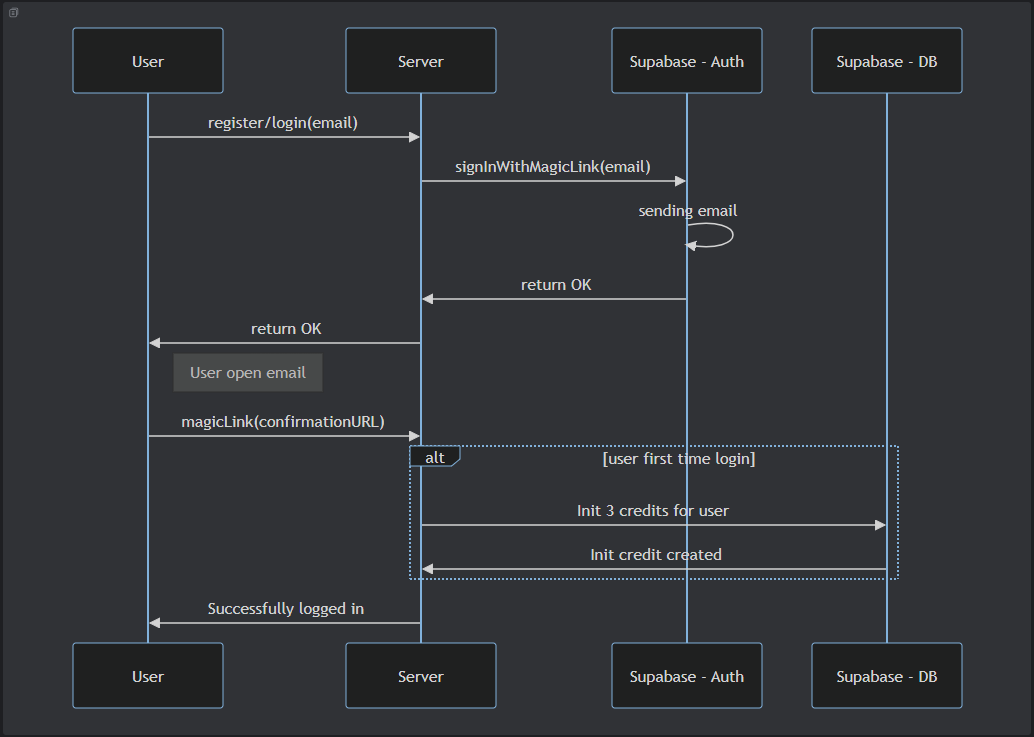 User
Server
Supabase - Auth
Supabase - DB
register/login(email)
signInWithMagicLink(email)
sending email
return OK
return OK
User open email
magicLink(confirmationURL)
alt
[user first time login]
Init 3 credits for user
Init credit created
Successfully logged in
User
Server
Supabase - Auth
Supabase - DB